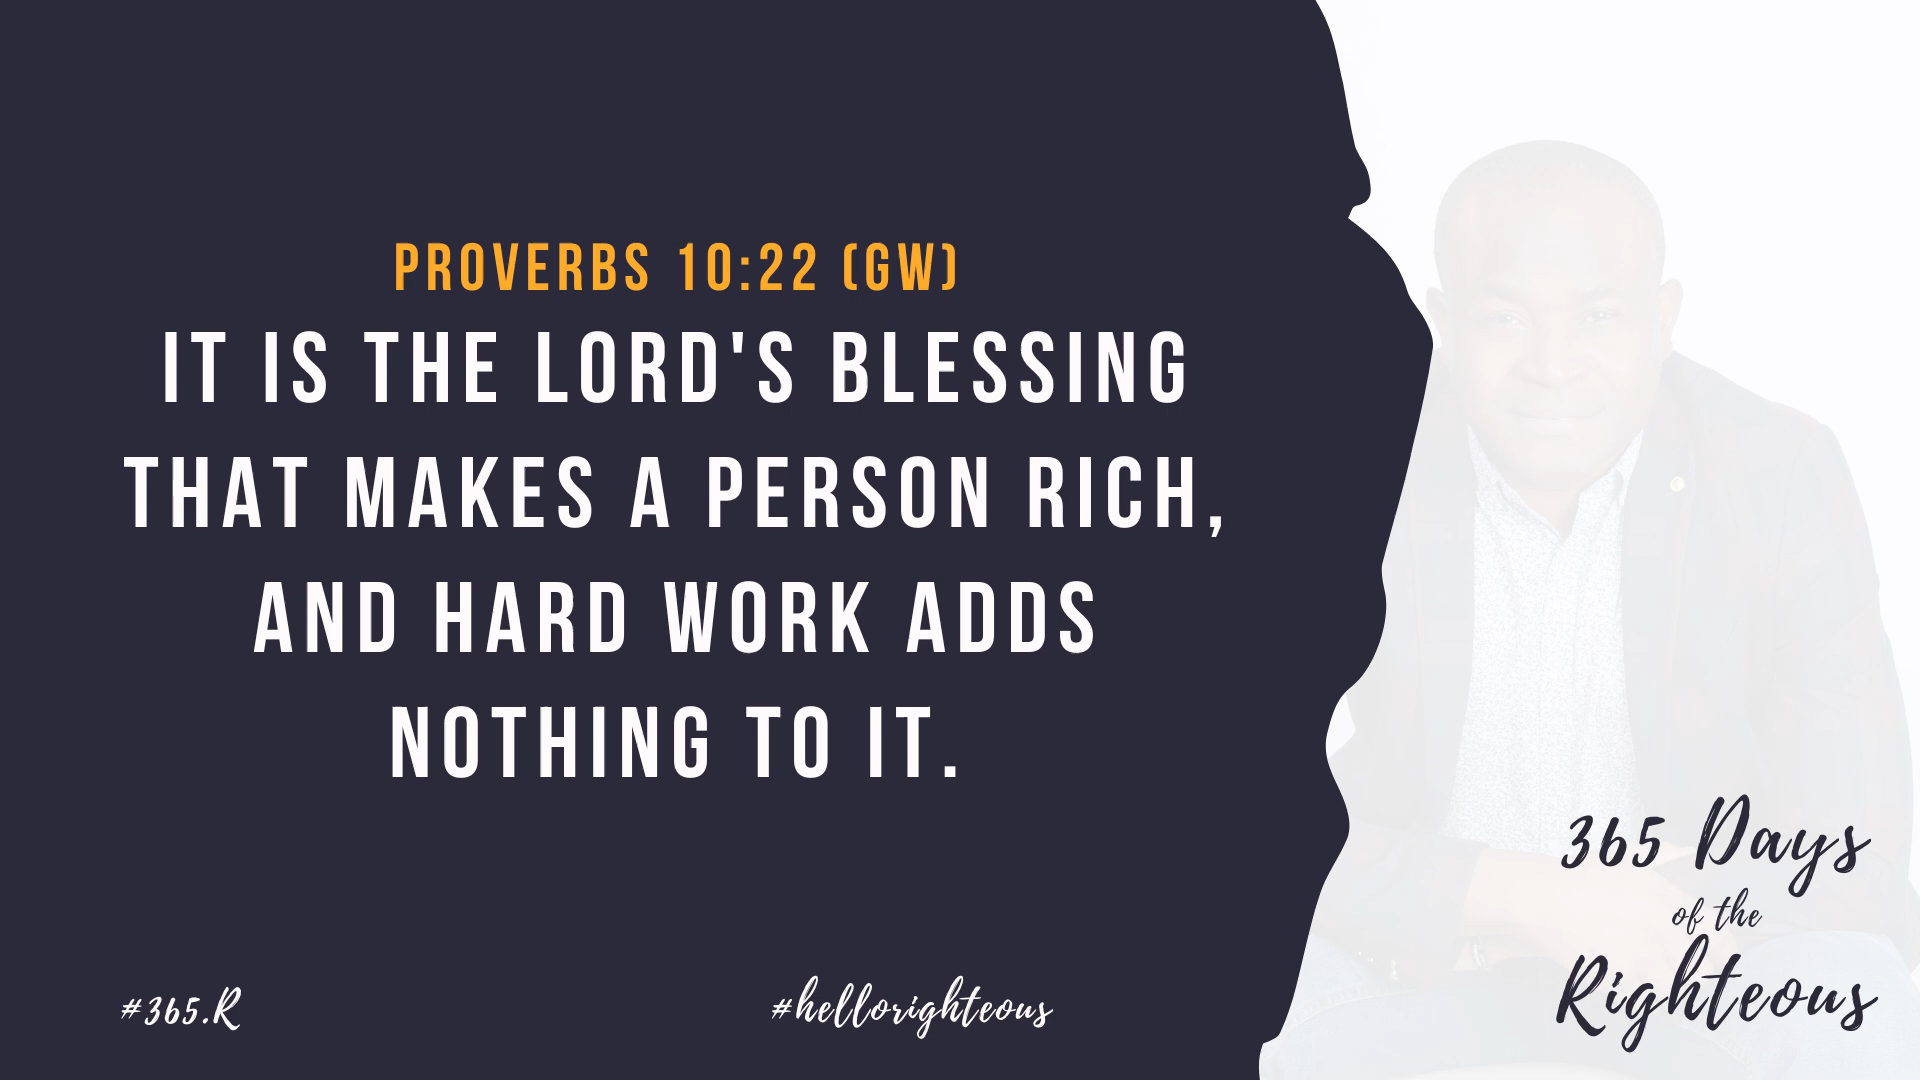 PROVERBS 10:22 (GW)
IT IS THE LORD'S BLESSING
THAT MAKES A PERSON RICH,
AND HARD WORK ADDS
NOTHING TO IT.
365 Days
of the
Righteous
#365.R
#hellorighteous